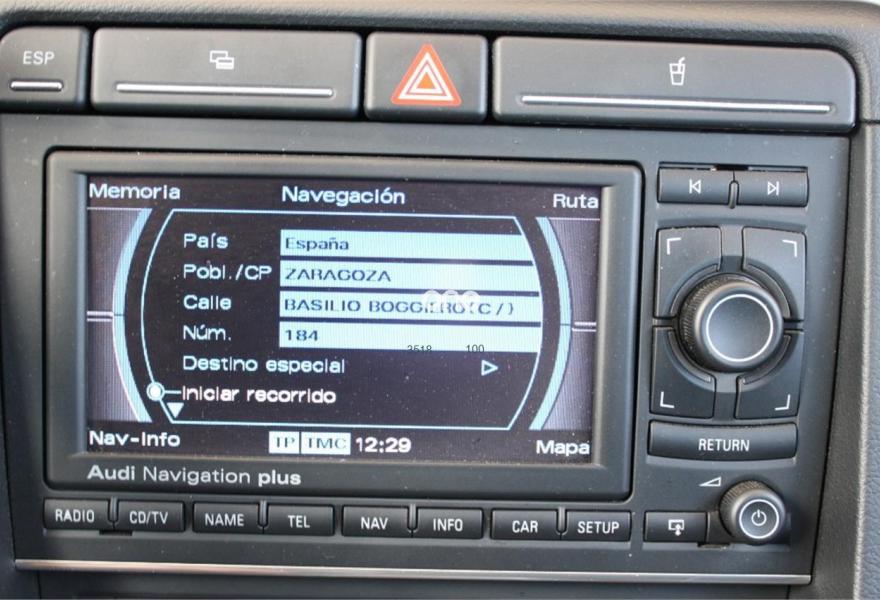 ESP
Memoria Navegación Ruta
País España
Pobl./CP ZARAGOZA
Calle BASILIO BOGGIERO(C/)
Núm. 184
3518 100
Destino especial
Iniciar recorrido
Nav-Info TP TMC 12:29 Mapa
RETURN
Audi Navigation plus
RADIO CD/TV NAME TEL NAV INFO CAR SETUP